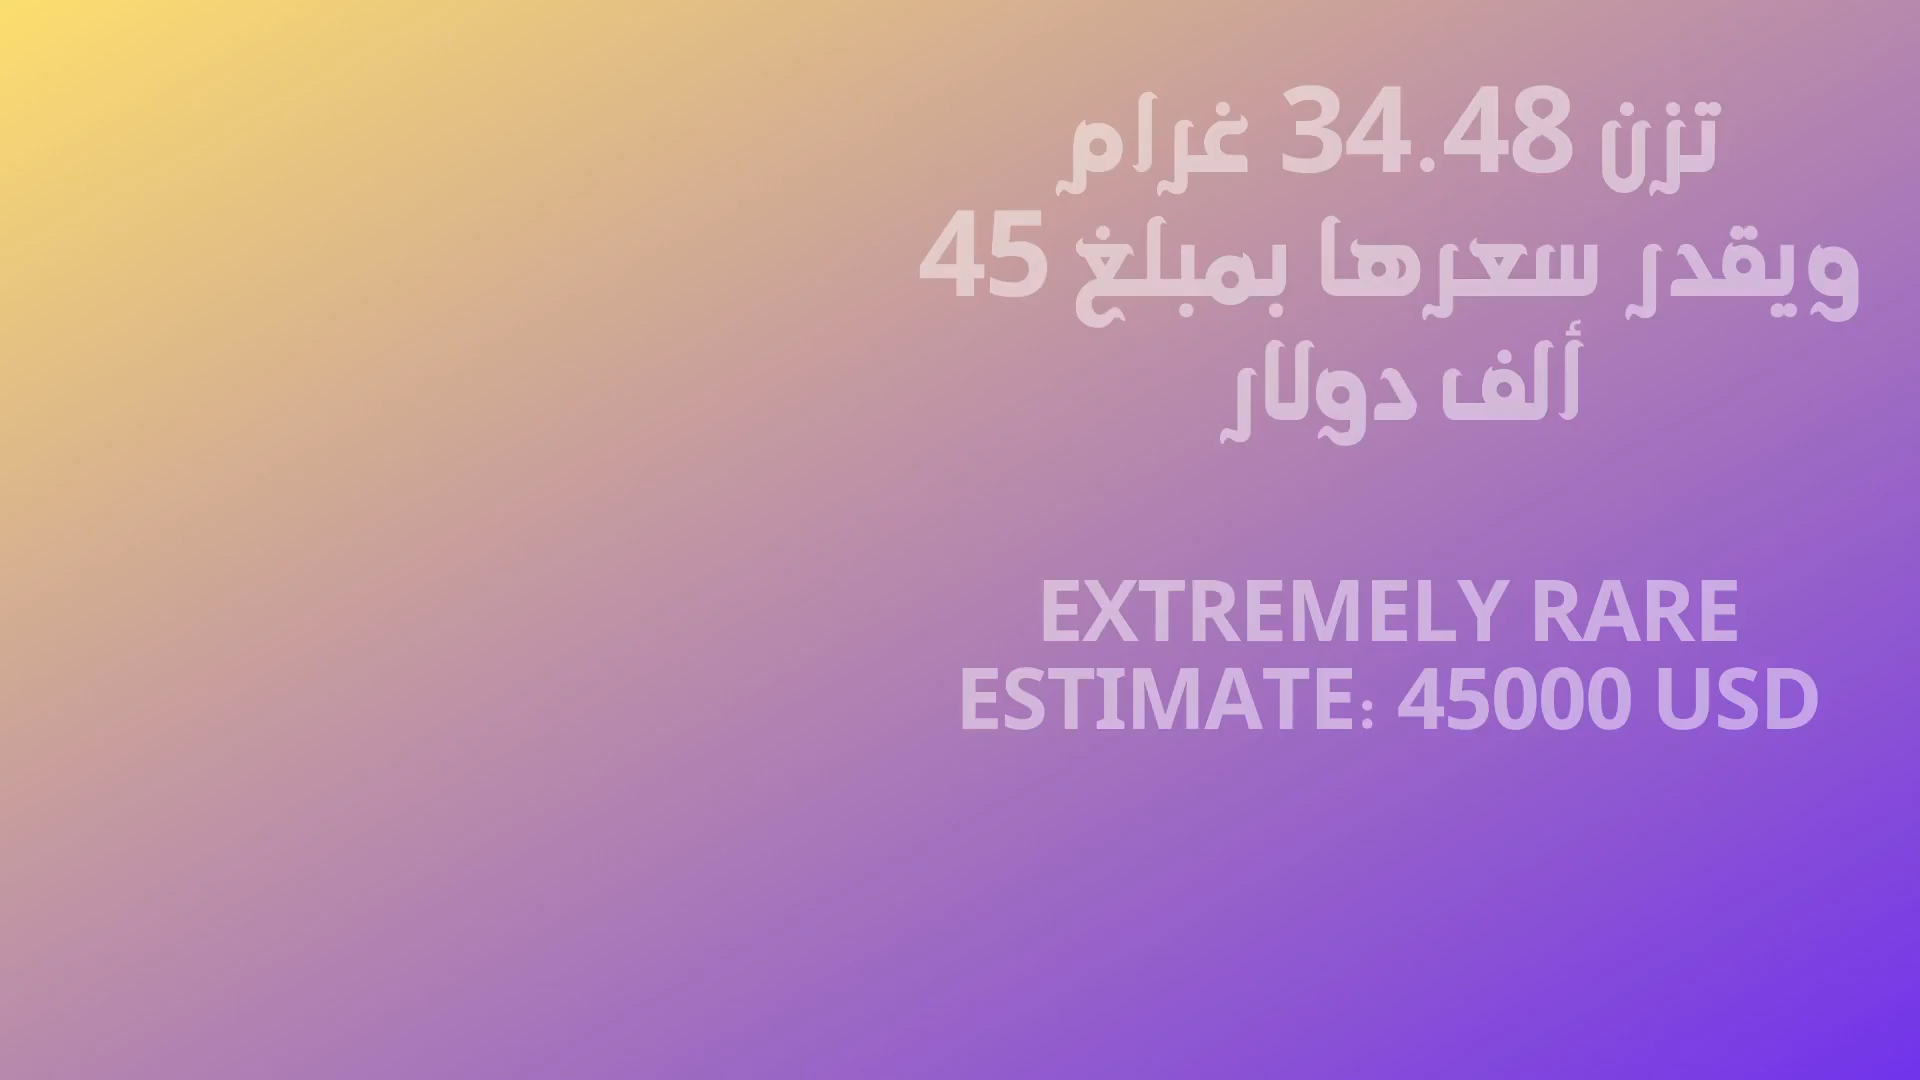 تزن 34.48 غرام
ويقدر سعرها بمبلغ 45
ألف دولار
EXTREMELY RARE
ESTIMATE: 45000 USD